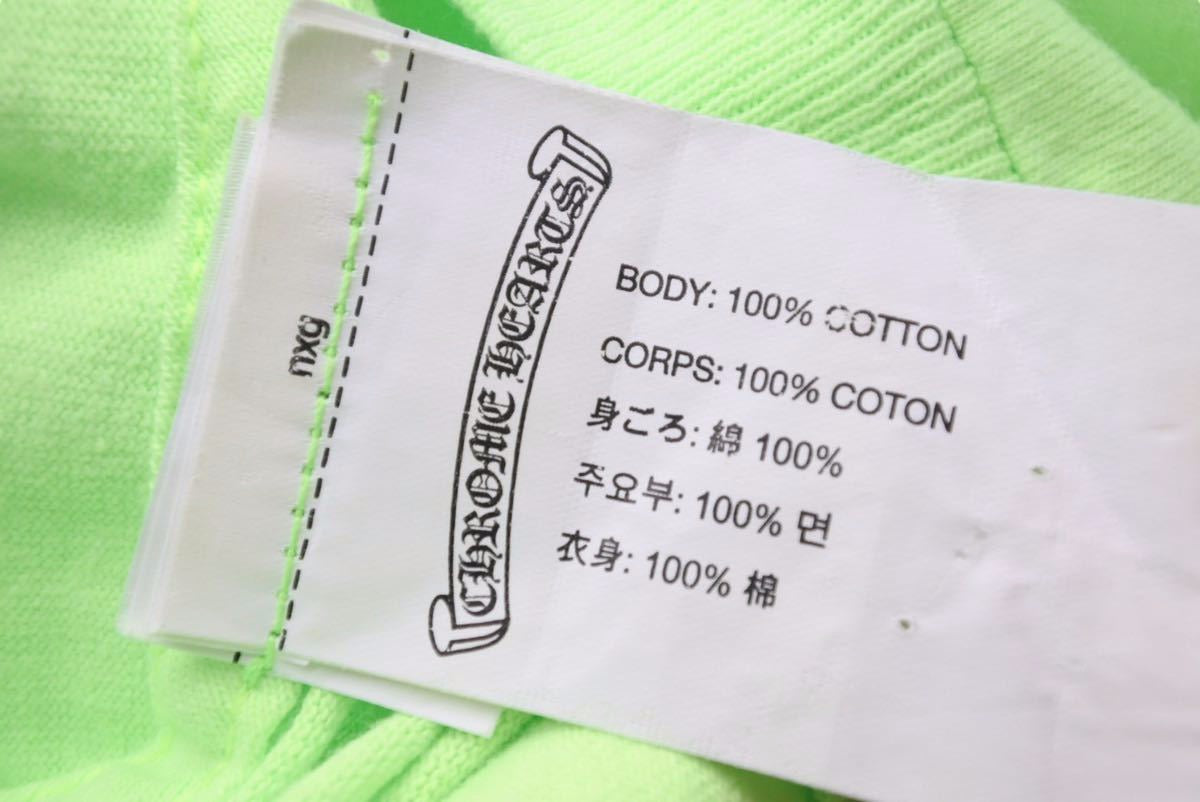 nxg
CHROME HEARTS
BODY: 100% COTTON
CORPS: 100% COTON
身ごろ: 綿 100%
주요부: 100% 면
衣身: 100% 棉